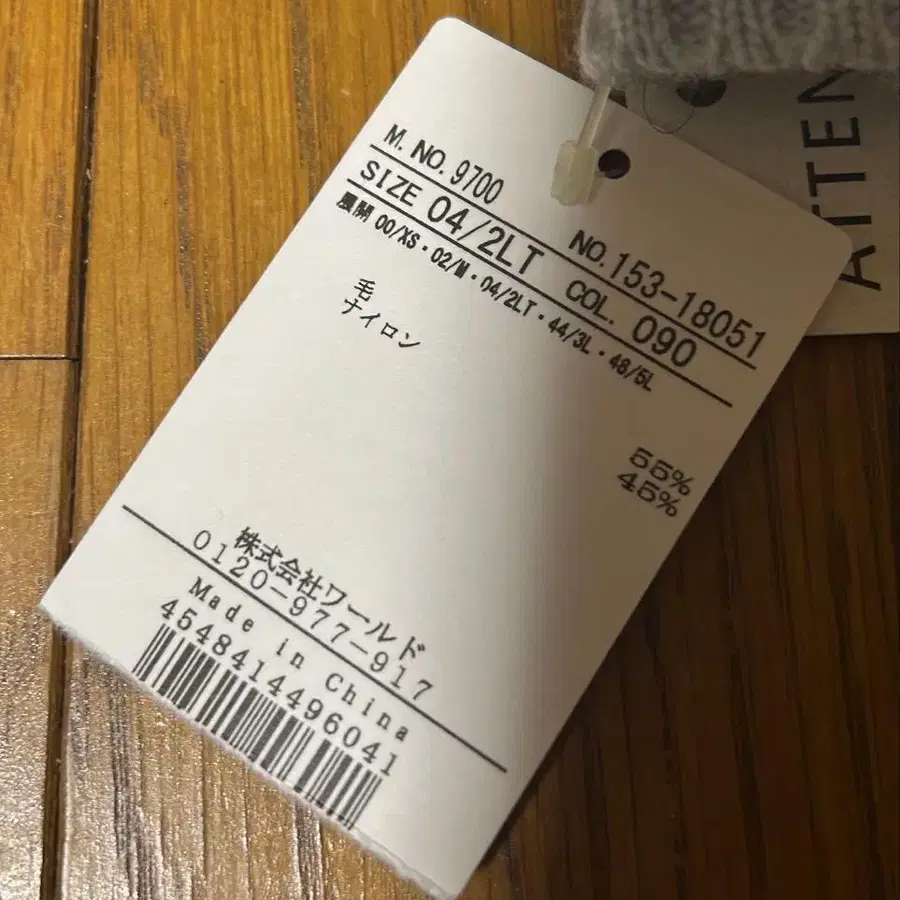 M. NO. 9700 NO. 153-18051
SIZE 04/2LT COL. 090
展開 00/XS・02/M・04/2LT・44/3L・48/5L
毛 55%
ナイロン 45%
株式会社ワールド
0120-977-917
Made in China
4548414496041
ATTEN